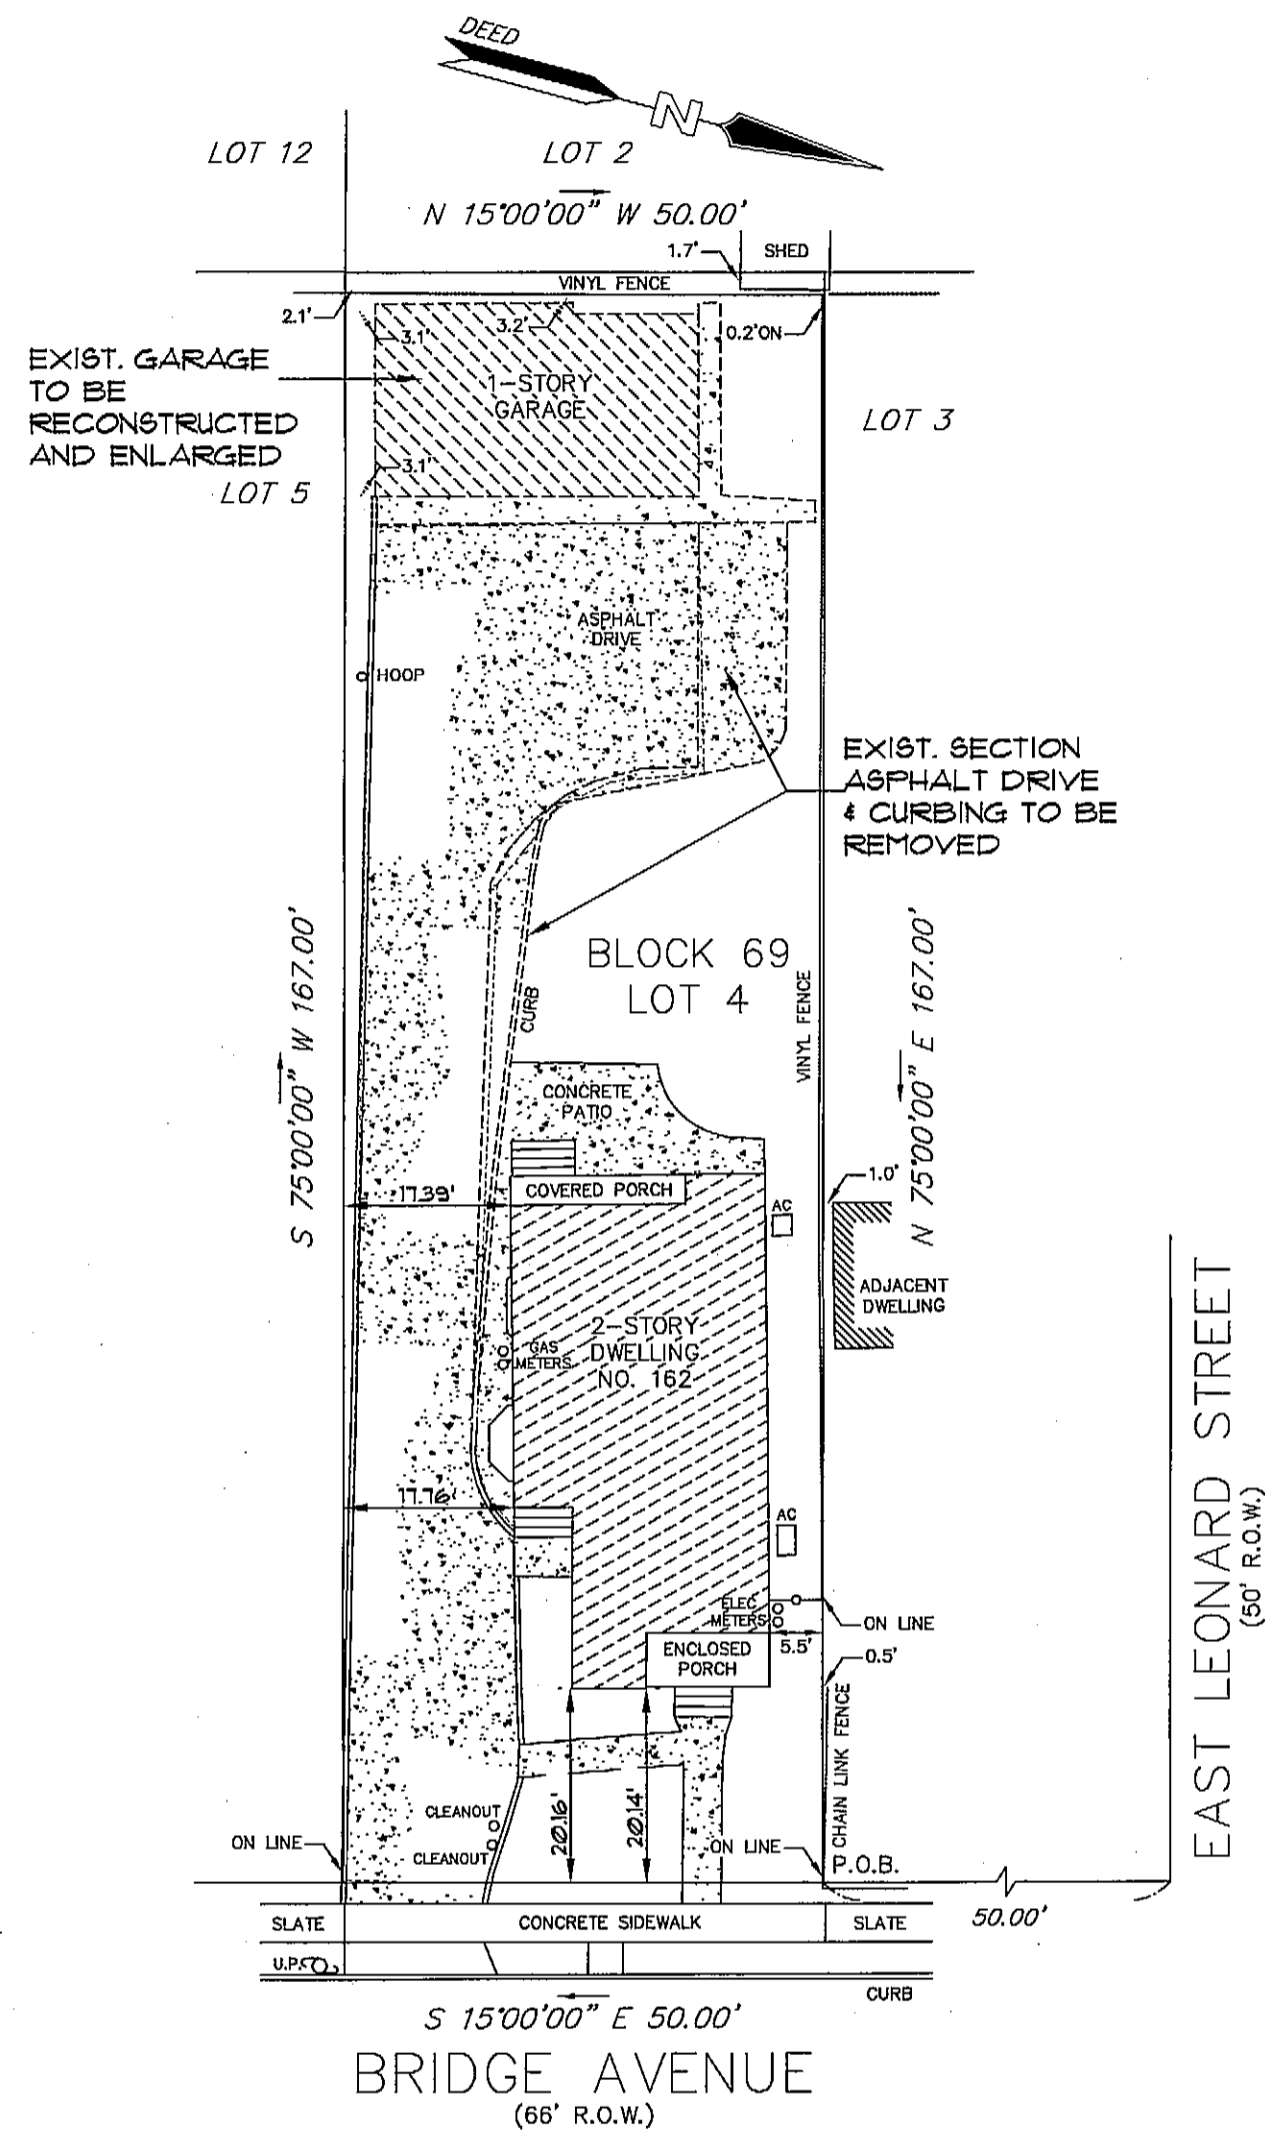 DEED
N
LOT 12
LOT 2
N 15°00'00" W 50.00'
1.7'
SHED
VINYL FENCE
2.1'
3.1'
3.2'
0.2'ON
EXIST. GARAGE
TO BE
RECONSTRUCTED
AND ENLARGED
1-STORY
GARAGE
LOT 3
3.1'
LOT 5
ASPHALT
DRIVE
HOOP
EXIST. SECTION
ASPHALT DRIVE
& CURBING TO BE
REMOVED
BLOCK 69
LOT 4
S 75°00'00" W 167.00'
CURB
VINYL FENCE
N 75°00'00" E 167.00'
CONCRETE
PATIO
COVERED PORCH
17.39'
AC
1.0'
ADJACENT
DWELLING
2-STORY
DWELLING
NO. 162
GAS
METERS
17.76'
AC
ELEC
METERS
ON LINE
5.5'
ENCLOSED
PORCH
0.5'
CHAIN LINK FENCE
EAST LEONARD STREET
(50' R.O.W.)
CLEANOUT
CLEANOUT
20.16'
20.14'
ON LINE
ON LINE
P.O.B.
SLATE
CONCRETE SIDEWALK
SLATE
50.00'
U.P.
CURB
S 15°00'00" E 50.00'
BRIDGE AVENUE
(66' R.O.W.)